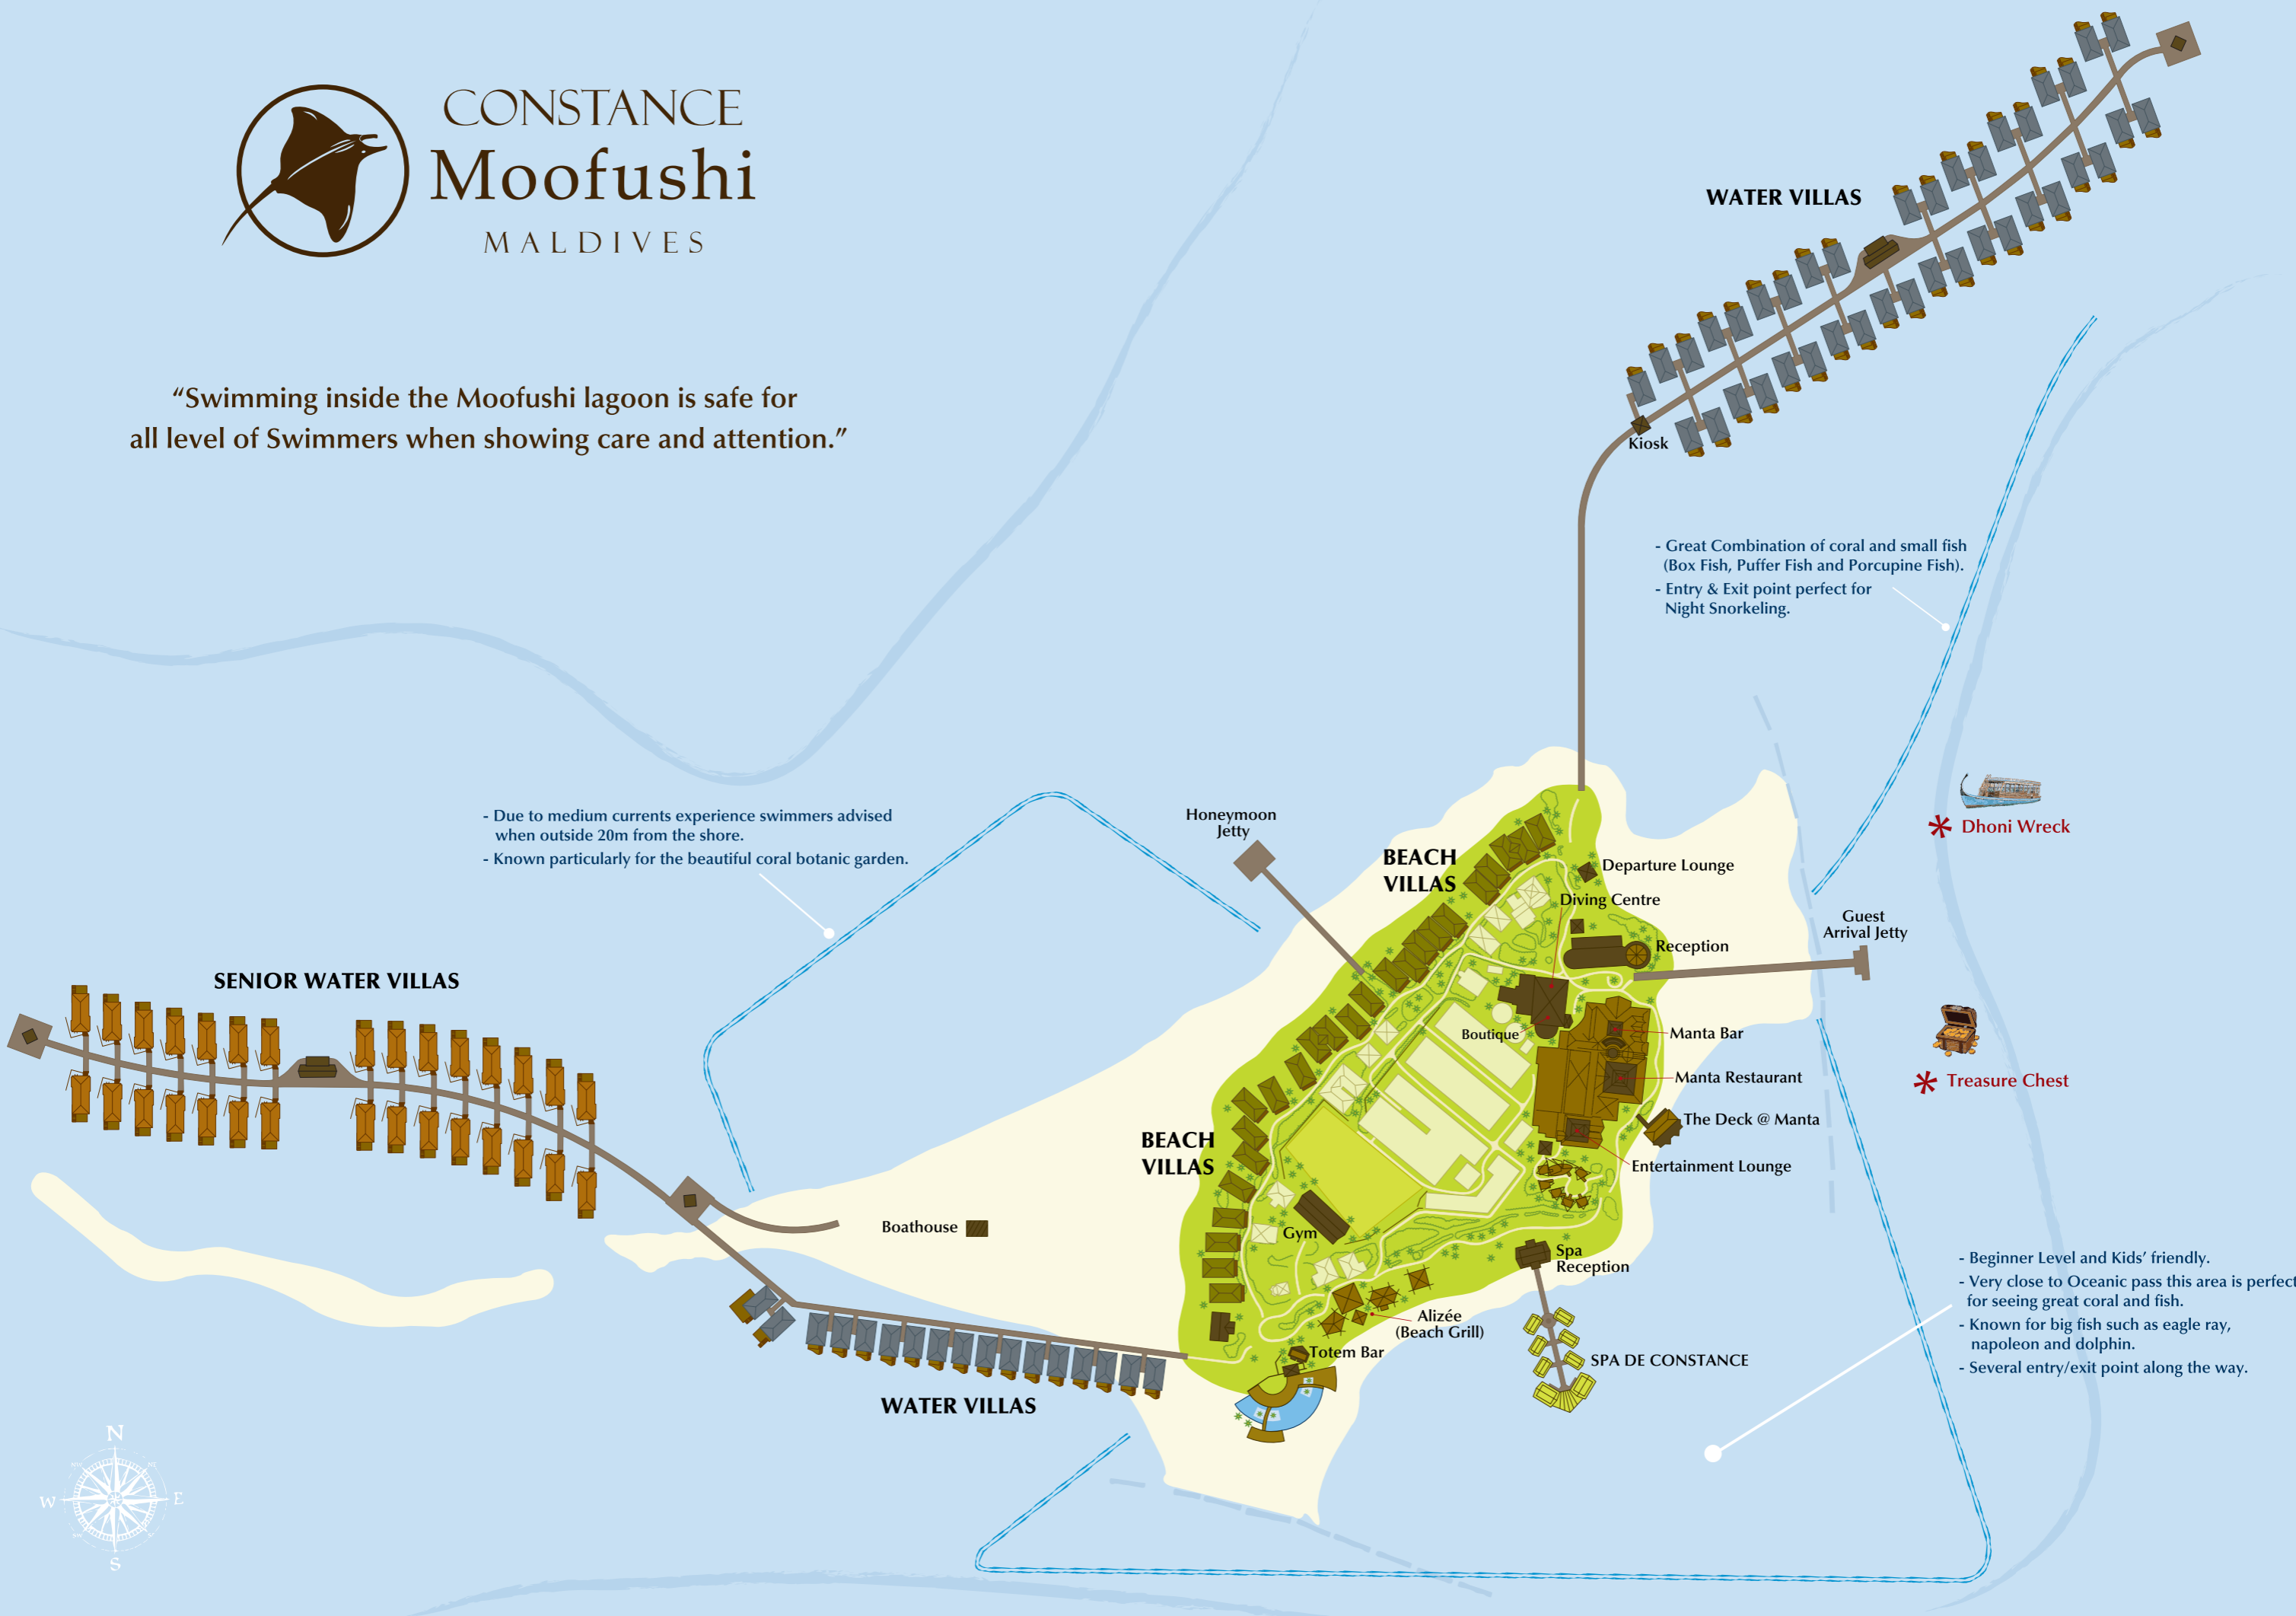 CONSTANCE
Moofushi
MALDIVES
“Swimming inside the Moofushi lagoon is safe for
all level of Swimmers when showing care and attention.”
WATER VILLAS
Kiosk
- Great Combination of coral and small fish
(Box Fish, Puffer Fish and Porcupine Fish).
- Entry & Exit point perfect for
Night Snorkeling.
- Due to medium currents experience swimmers advised
when outside 20m from the shore.
- Known particularly for the beautiful coral botanic garden.
Honeymoon
Jetty
BEACH
VILLAS
Departure Lounge
Diving Centre
Reception
Guest
Arrival Jetty
Dhoni Wreck
SENIOR WATER VILLAS
Boutique
Manta Bar
Manta Restaurant
Treasure Chest
The Deck @ Manta
BEACH
VILLAS
Entertainment Lounge
Boathouse
Gym
Spa
Reception
Alizée
(Beach Grill)
Totem Bar
SPA DE CONSTANCE
WATER VILLAS
- Beginner Level and Kids’ friendly.
- Very close to Oceanic pass this area is perfect
for seeing great coral and fish.
- Known for big fish such as eagle ray,
napoleon and dolphin.
- Several entry/exit point along the way.
N
W
E
S